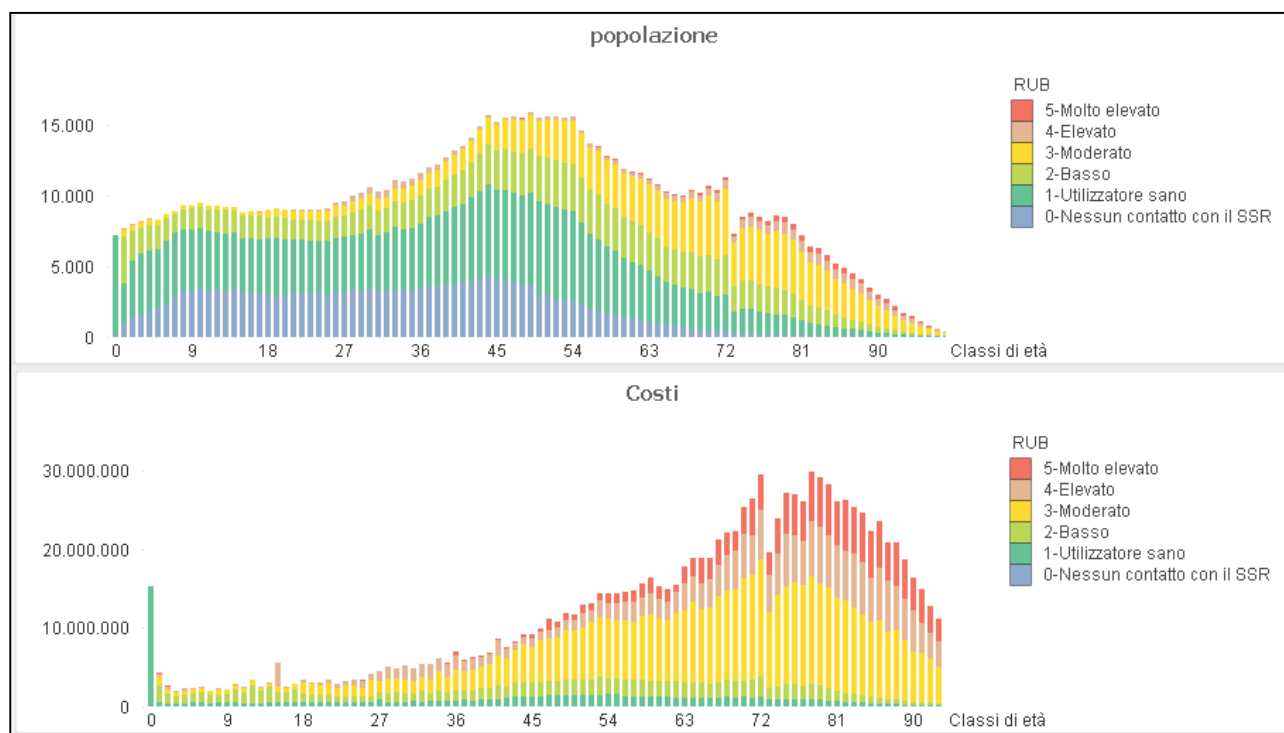 popolazione
RUB
5-Molto elevato
4-Elevato
3-Moderato
2-Basso
1-Utilizzatore sano
0-Nessun contatto con il SSR
15.000
10.000
5.000
0
0 9 18 27 36 45 54 63 72 81 90 Classi di età
Costi
RUB
5-Molto elevato
4-Elevato
3-Moderato
2-Basso
1-Utilizzatore sano
0-Nessun contatto con il SSR
30.000.000
20.000.000
10.000.000
0
0 9 18 27 36 45 54 63 72 81 90 Classi di età